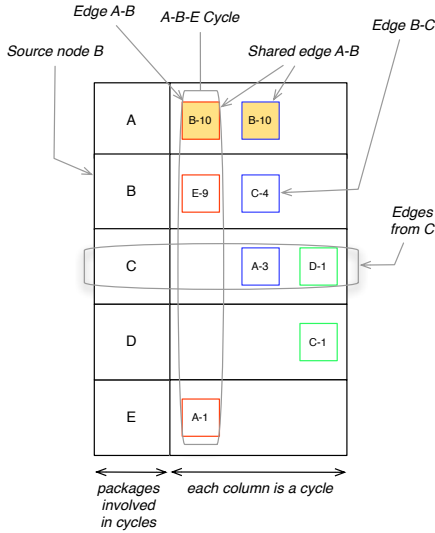 Edge A-B
A-B-E Cycle
Edge B-C
Source node B
Shared edge A-B
A
B-10
B-10
B
E-9
C-4
Edges
from C
C
A-3
D-1
D
C-1
E
A-1
packages
involved
in cycles
each column is a cycle